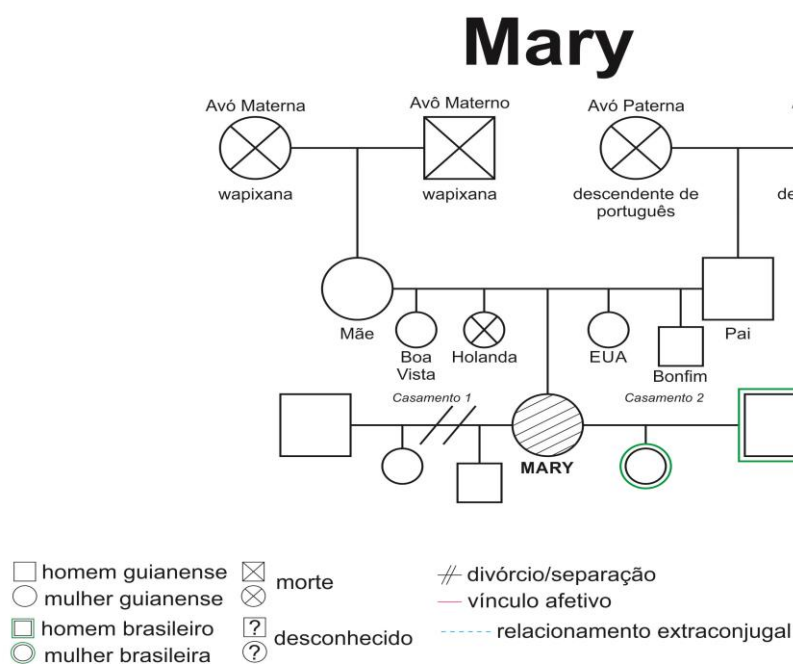 Mary
Avó Materna
Avô Materno
Avó Paterna
wapixana
wapixana
descendente de
português
Mãe
Boa
Vista
Holanda
EUA
Bonfim
Pai
Casamento 1
Casamento 2
MARY
homem guianense
mulher guianense
homem brasileiro
mulher brasileira
morte
?
?
desconhecido
divórcio/separação
vínculo afetivo
relacionamento extraconjugal